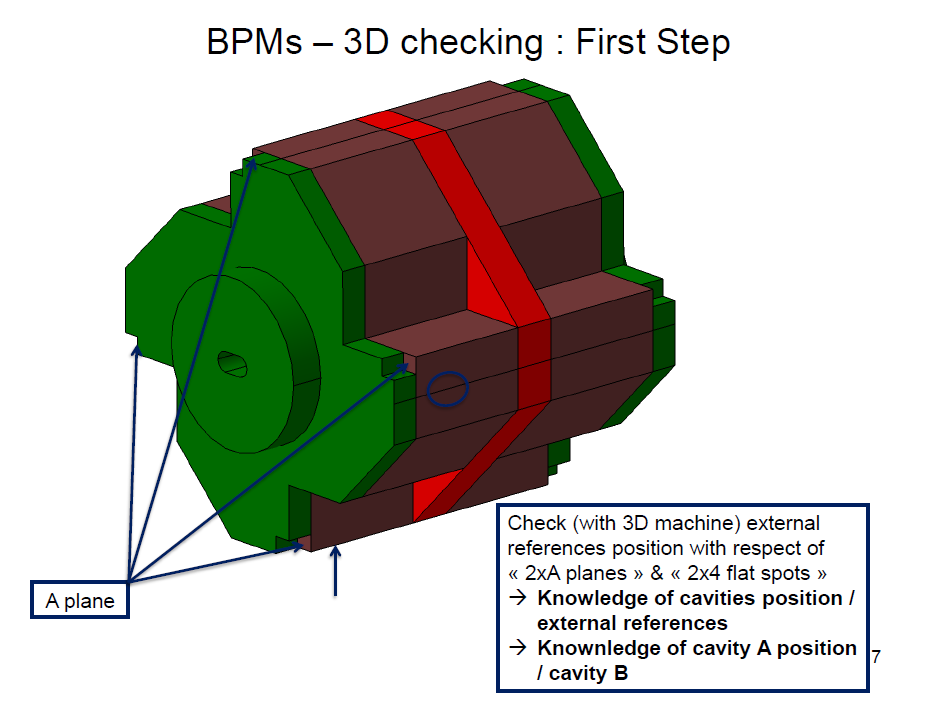 BPMs – 3D checking : First Step
A plane
Check (with 3D machine) external
references position with respect of
« 2xA planes » & « 2x4 flat spots »
→ Knowledge of cavities position /
external references
→ Knownledge of cavity A position
/ cavity B
7